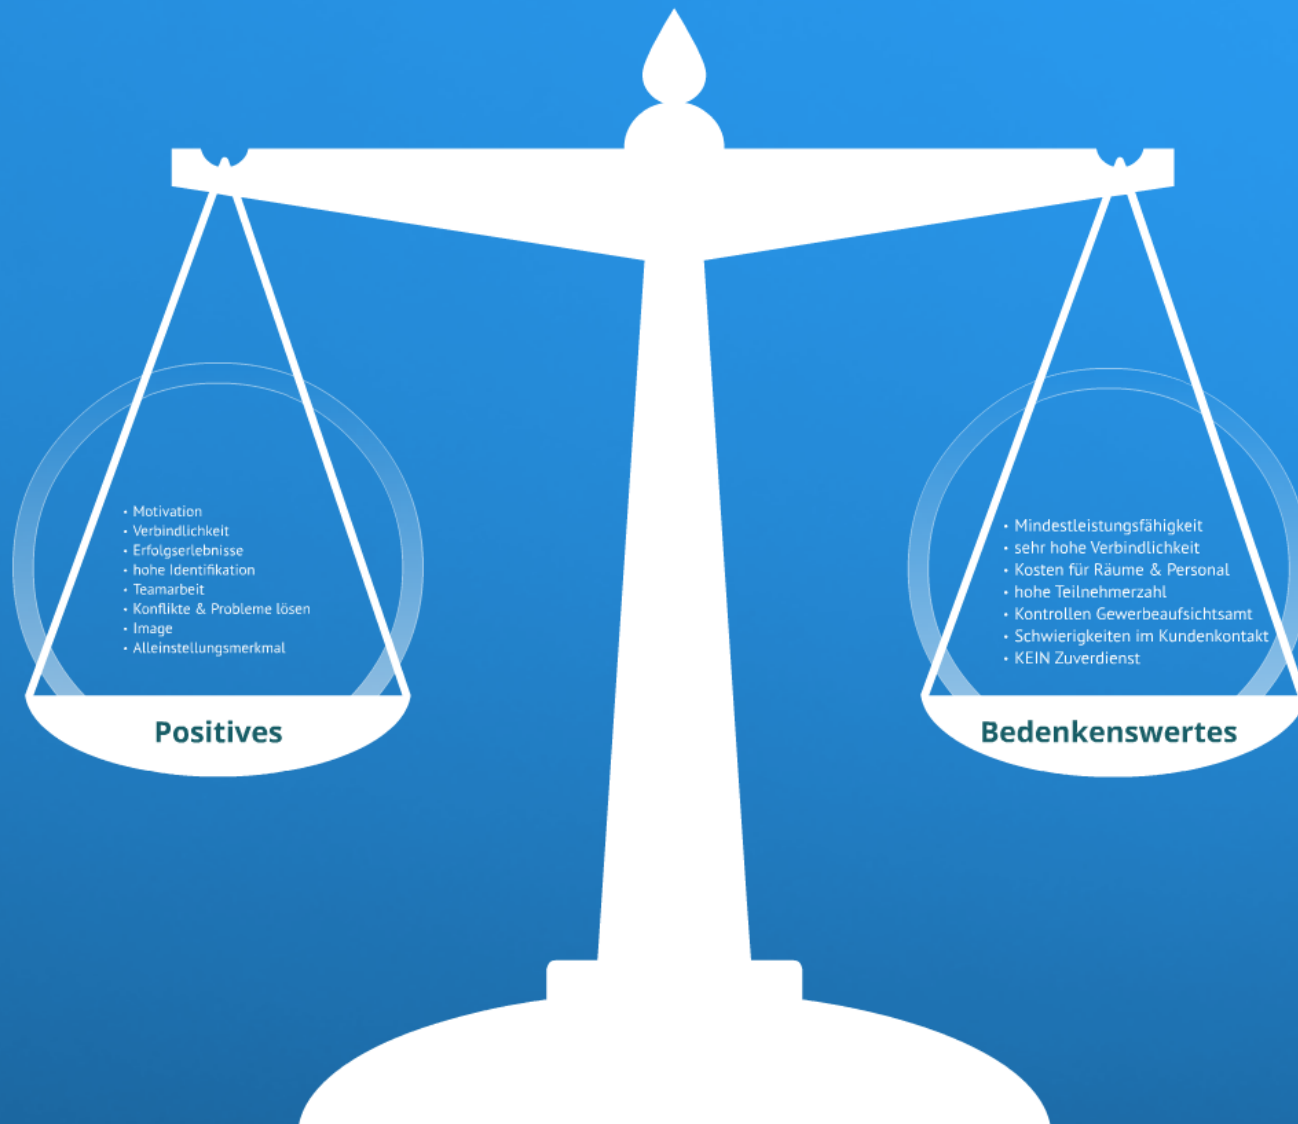 • Motivation
• Verbindlichkeit
• Erfolgserlebnisse
• hohe Identifikation
• Teamarbeit
• Konflikte & Probleme lösen
• Image
• Alleinstellungsmerkmal
Positives
• Mindestleistungsfähigkeit
• sehr hohe Verbindlichkeit
• Kosten für Räume & Personal
• hohe Teilnehmerzahl
• Kontrollen Gewerbeaufsichtsamt
• Schwierigkeiten im Kundenkontakt
• KEIN Zuverdienst
Bedenkenswertes